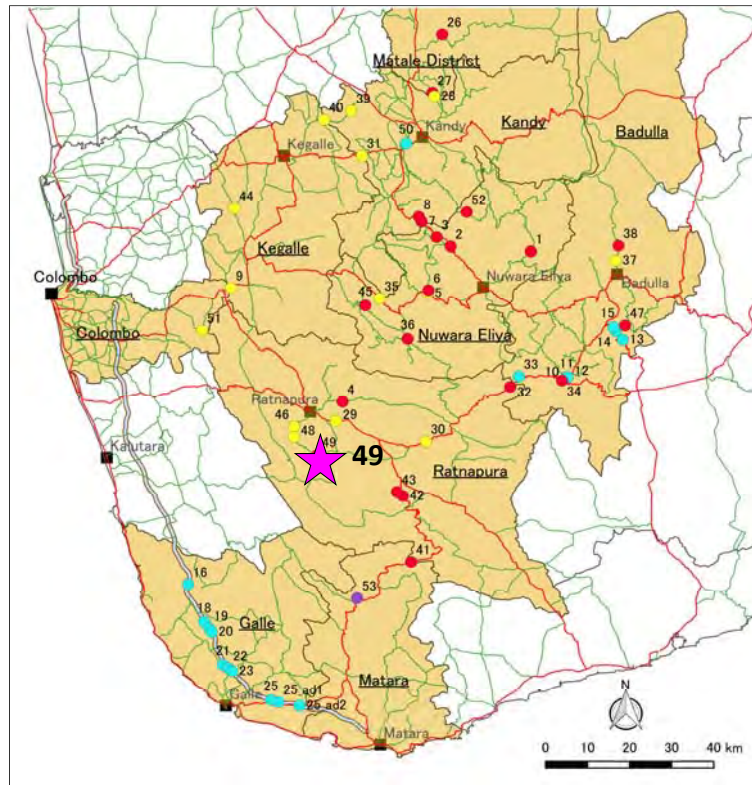 26
Matale District
27
28
39
40
Kandy
Kandy
50
Badulla
Kegalle
31
44
8
52
7
3
2
1
38
37
Kegalle
9
6
5
35
45
Nuwara Eliya
Badulla
Colombo
Colombo
51
36
Nuwara Eliya
15
47
14
13
33
11
10
12
32
34
4
Ratnapura
29
46
48
49
49
30
Ratnapura
Kalutara
43
42
41
53
16
18
19
20
Galle
21
22
23
Matara
25
25 ad1
25 ad2
Galle
Matara
N
0 10 20 30 40 km